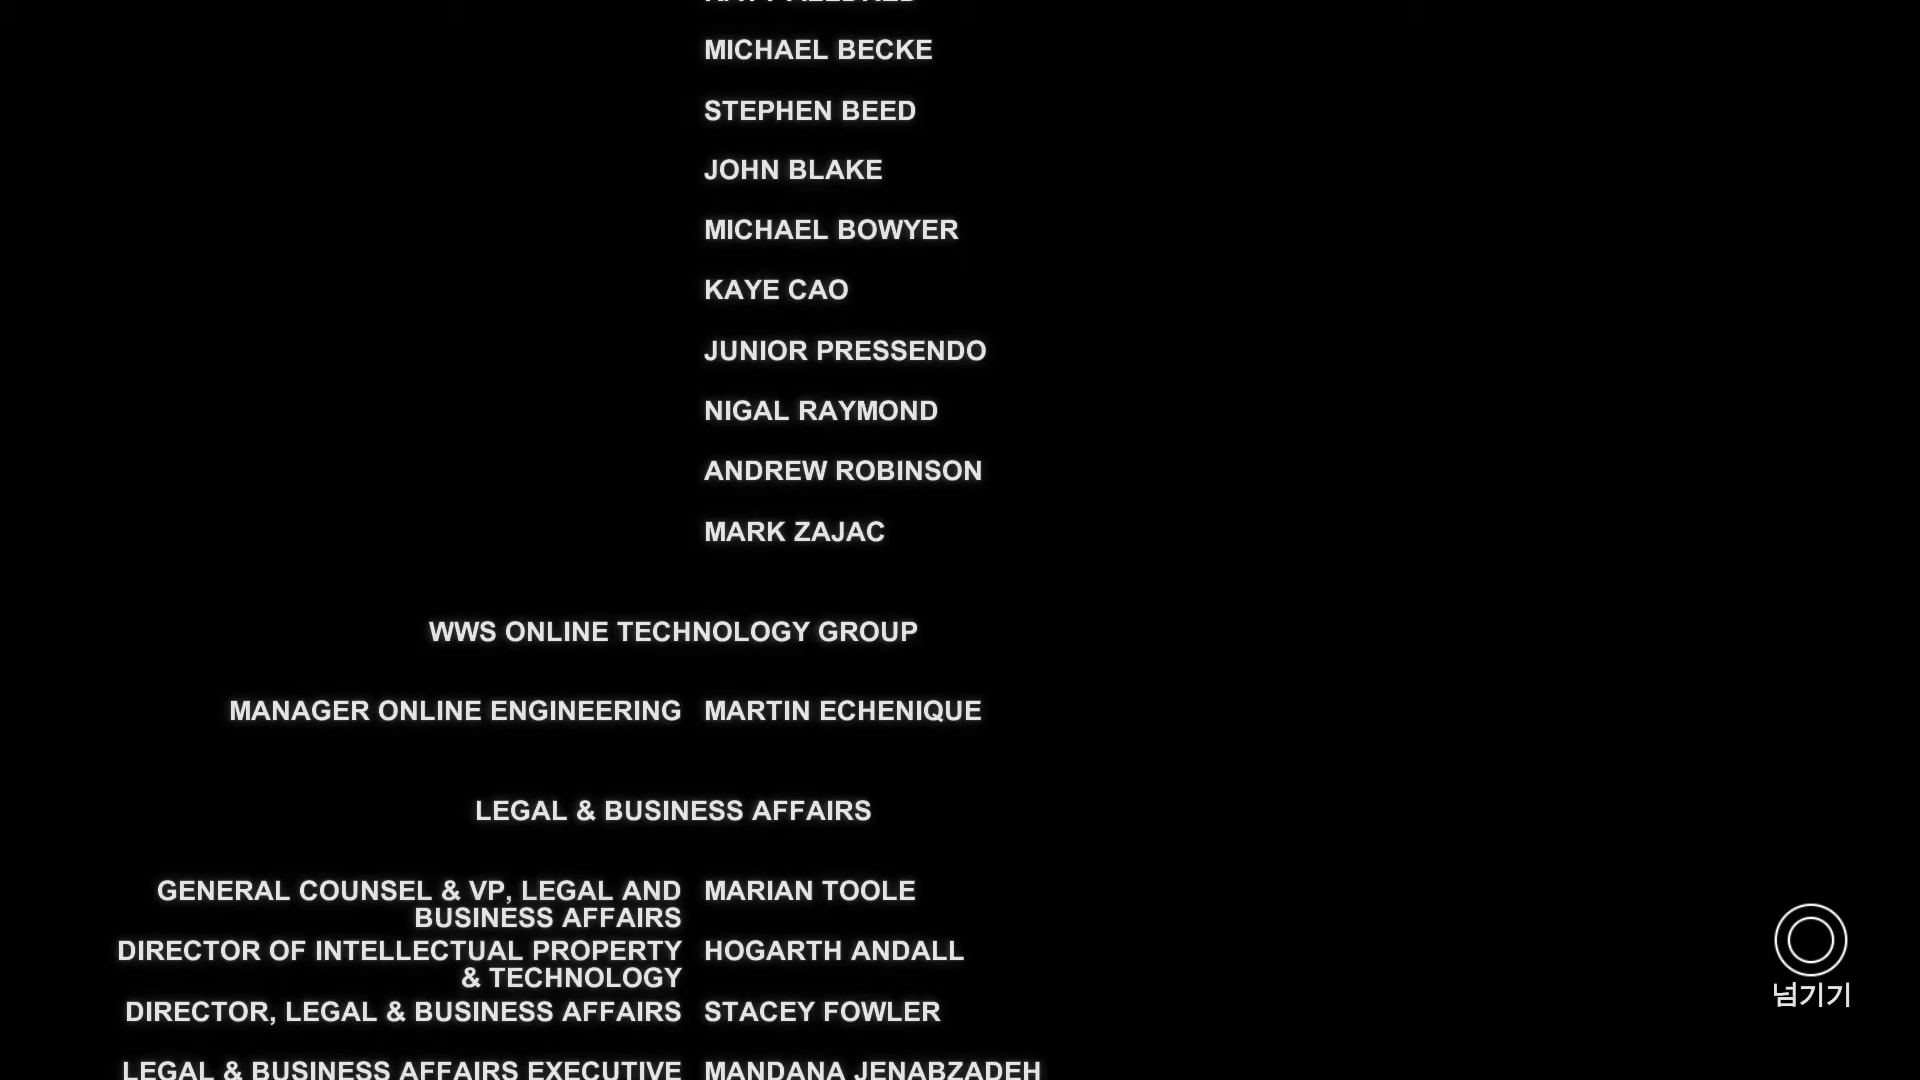 MICHAEL BECKE
STEPHEN BEED
JOHN BLAKE
MICHAEL BOWYER
KAYE CAO
JUNIOR PRESSENDO
NIGAL RAYMOND
ANDREW ROBINSON
MARK ZAJAC
WWS ONLINE TECHNOLOGY GROUP
MANAGER ONLINE ENGINEERING MARTIN ECHENIQUE
LEGAL & BUSINESS AFFAIRS
GENERAL COUNSEL & VP, LEGAL AND MARIAN TOOLE
BUSINESS AFFAIRS
DIRECTOR OF INTELLECTUAL PROPERTY HOGARTH ANDALL
& TECHNOLOGY
DIRECTOR, LEGAL & BUSINESS AFFAIRS STACEY FOWLER
LEGAL & BUSINESS AFFAIRS EXECUTIVE MANDANA JENABZADEH
넘기기